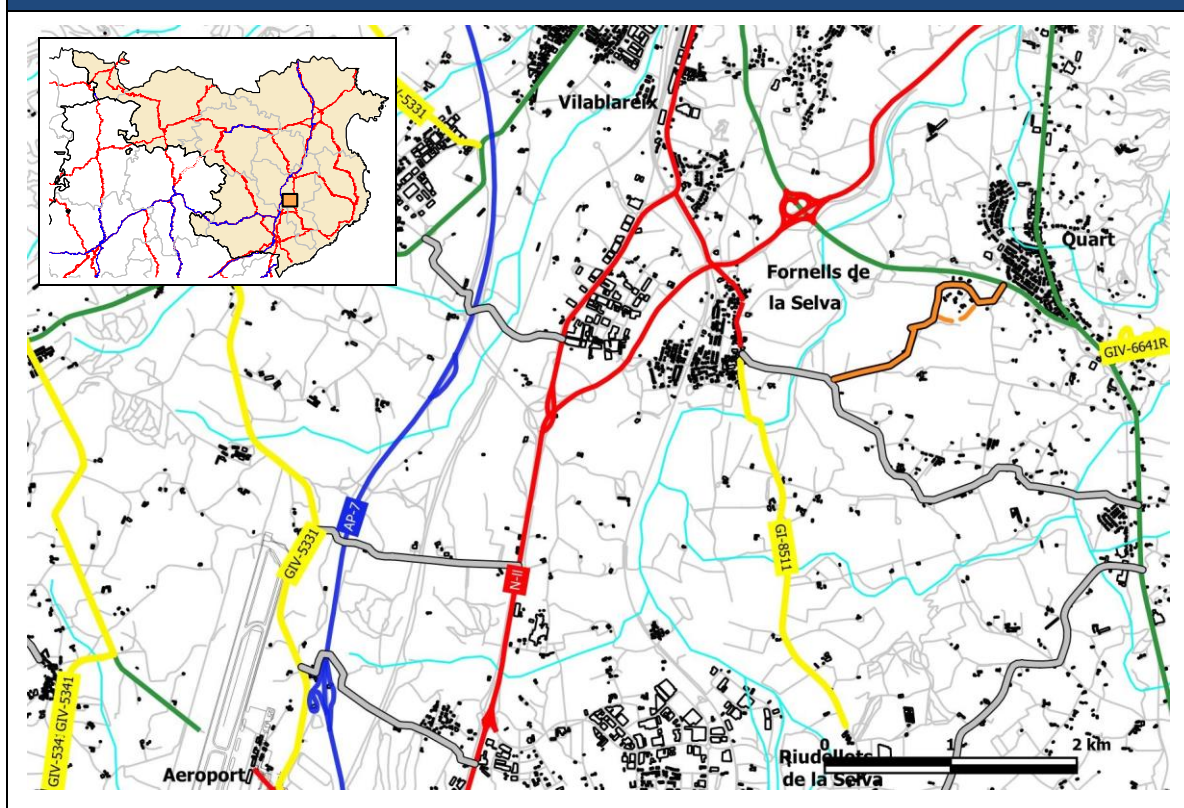 V-5331
Vilablareix
Quart
Fornells de
la Selva
GIV-6641R
AP-7
GIV-5331
GI-8511
N-II
GIV-5341
GIV-534
Aeroport
0 1 2 km
Riudellots
de la Selva